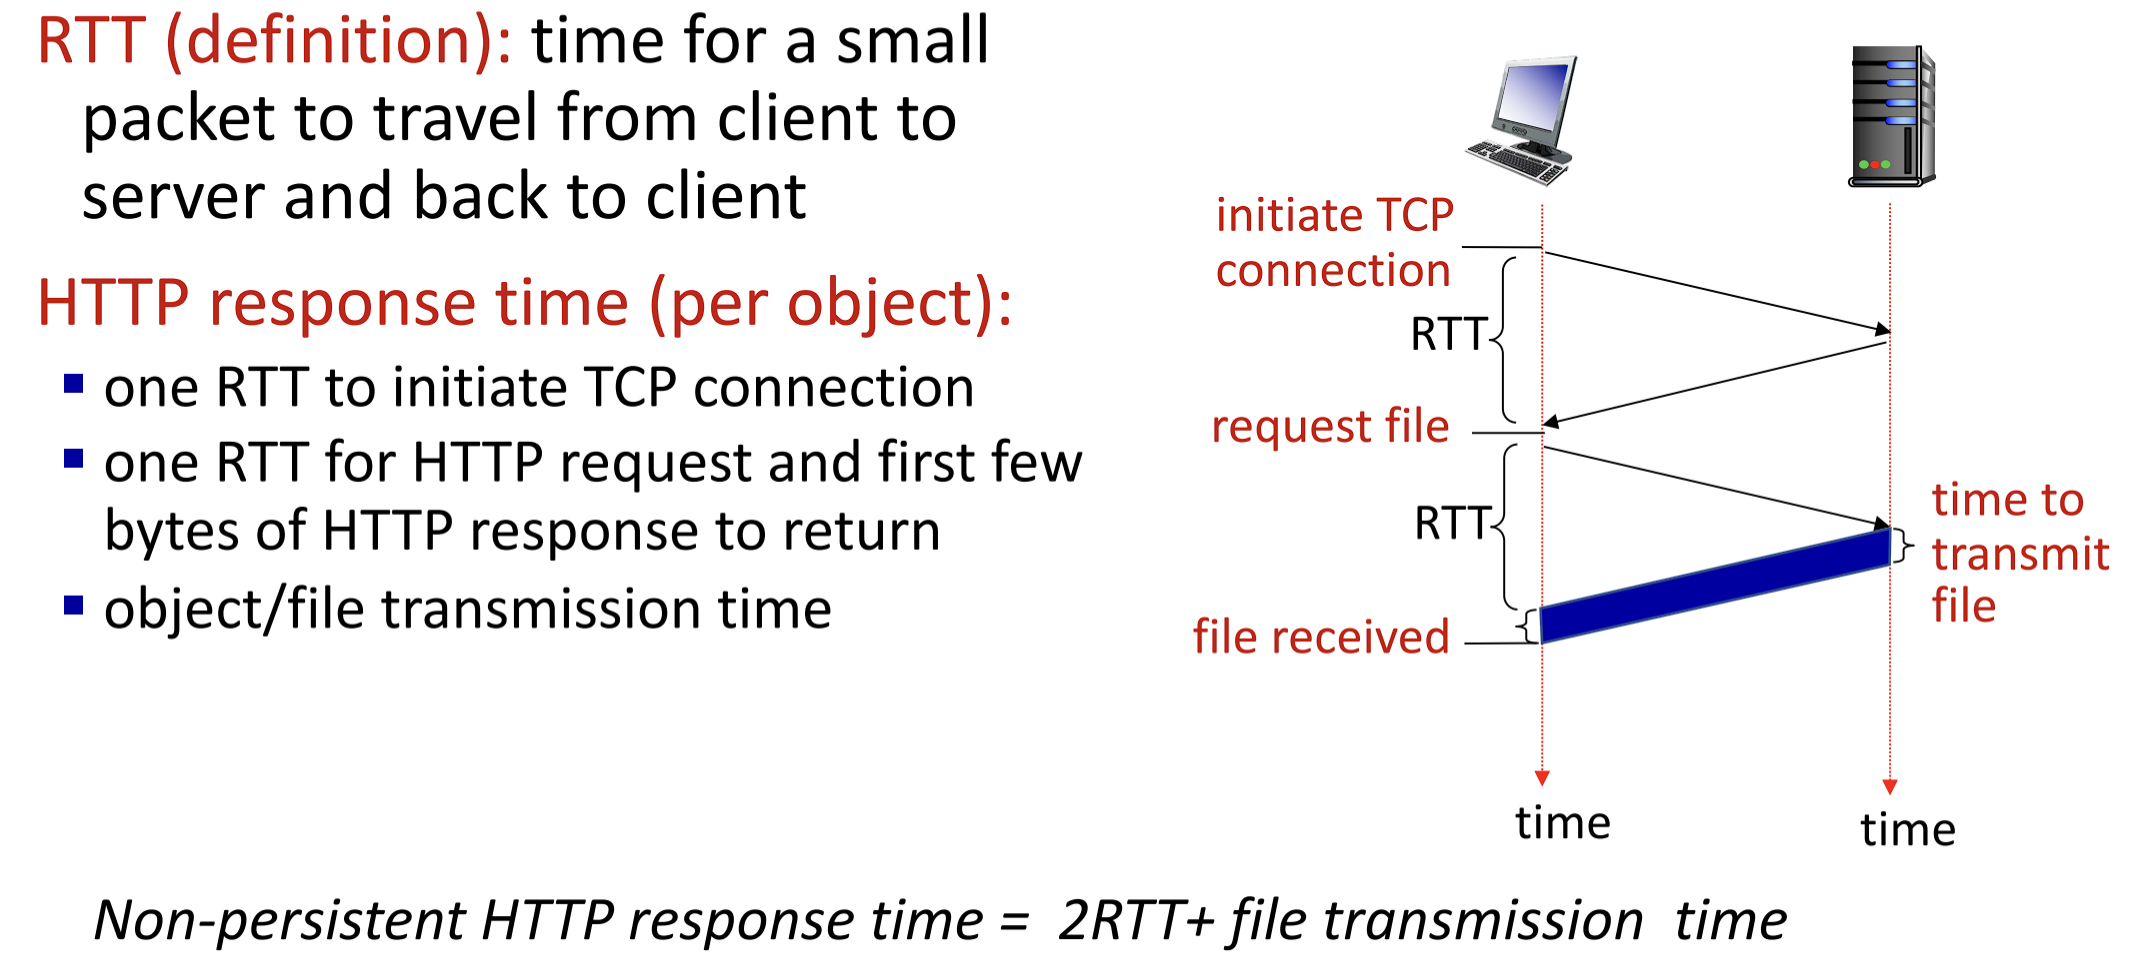 RTT (definition): time for a small
packet to travel from client to
server and back to client
HTTP response time (per object):
▪ one RTT to initiate TCP connection
▪ one RTT for HTTP request and first few
bytes of HTTP response to return
▪ object/file transmission time
initiate TCP
connection
RTT
request file
RTT
time to
transmit
file
file received
time
time
Non-persistent HTTP response time = 2RTT+ file transmission time